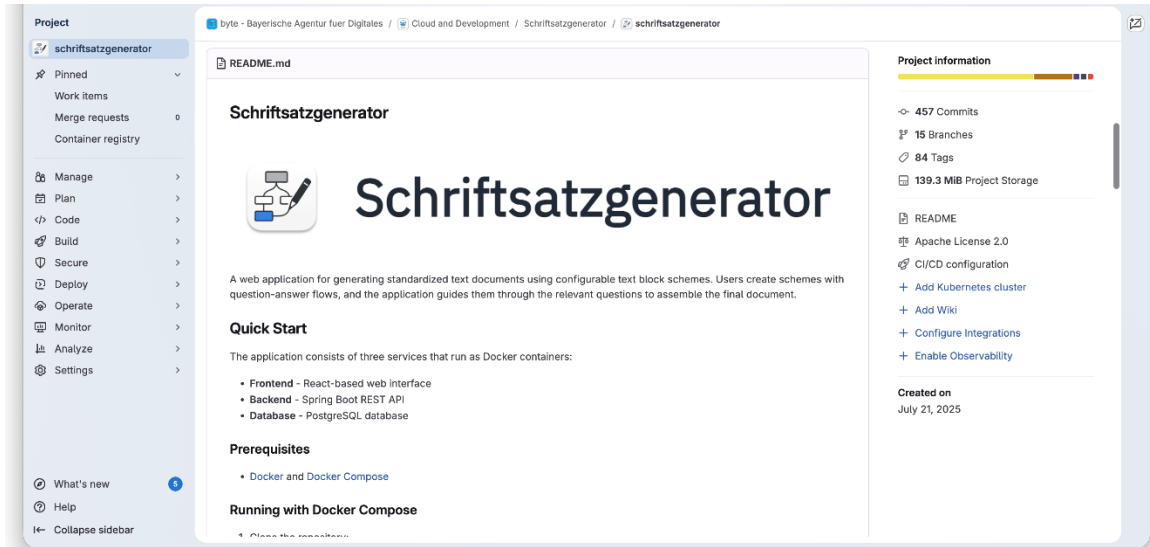 Project
schriftsatzgenerator
Pinned
Work items
Merge requests 0
Container registry
Manage
Plan
Code
Build
Secure
Deploy
Operate
Monitor
Analyze
Settings
What's new 5
Help
Collapse sidebar
byte - Bayerische Agentur fuer Digitales / Cloud and Development / Schriftsatzgenerator / schriftsatzgenerator
README.md
Schriftsatzgenerator
Schriftsatzgenerator
A web application for generating standardized text documents using configurable text block schemes. Users create schemes with
question-answer flows, and the application guides them through the relevant questions to assemble the final document.
Quick Start
The application consists of three services that run as Docker containers:
• Frontend - React-based web interface
• Backend - Spring Boot REST API
• Database - PostgreSQL database
Prerequisites
• Docker and Docker Compose
Running with Docker Compose
1. Clone the repository:
Project information
457 Commits
15 Branches
84 Tags
139.3 MiB Project Storage
README
Apache License 2.0
CI/CD configuration
+ Add Kubernetes cluster
+ Add Wiki
+ Configure Integrations
+ Enable Observability
Created on
July 21, 2025